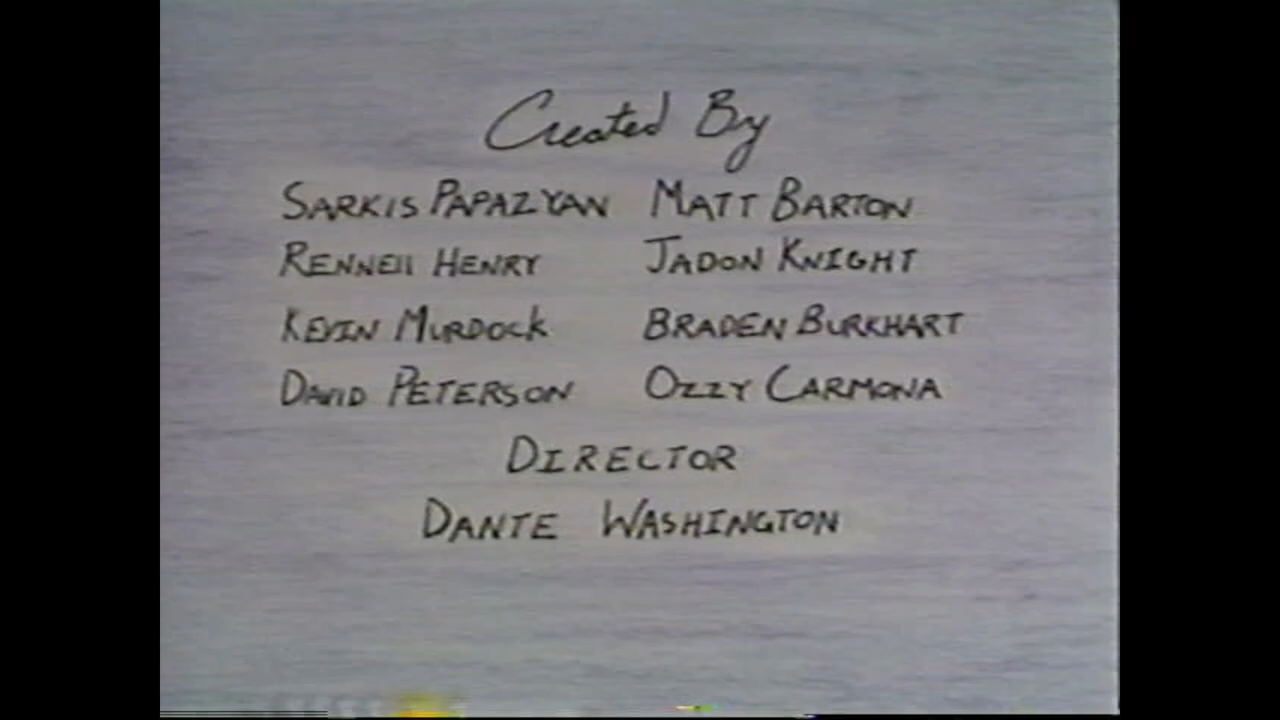 Created By
SARKIS PAPAZYAN MATT BARTON
RENNEll HENRY JADON KNIGHT
KEVIN MURDOCK BRADEN BURKHART
DAVID PETERSON OZZY CARMONA
DIRECTOR
DANTE WASHINGTON